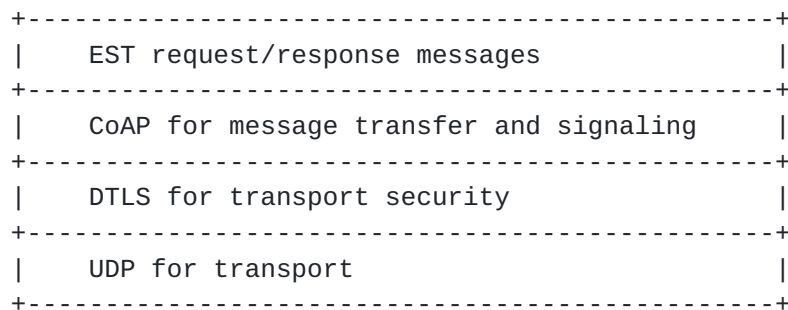 +------------------------------------------------+
|    EST request/response messages               |
+------------------------------------------------+
|    CoAP for message transfer and signaling     |
+------------------------------------------------+
|    DTLS for transport security                 |
+------------------------------------------------+
|    UDP for transport                           |
+------------------------------------------------+